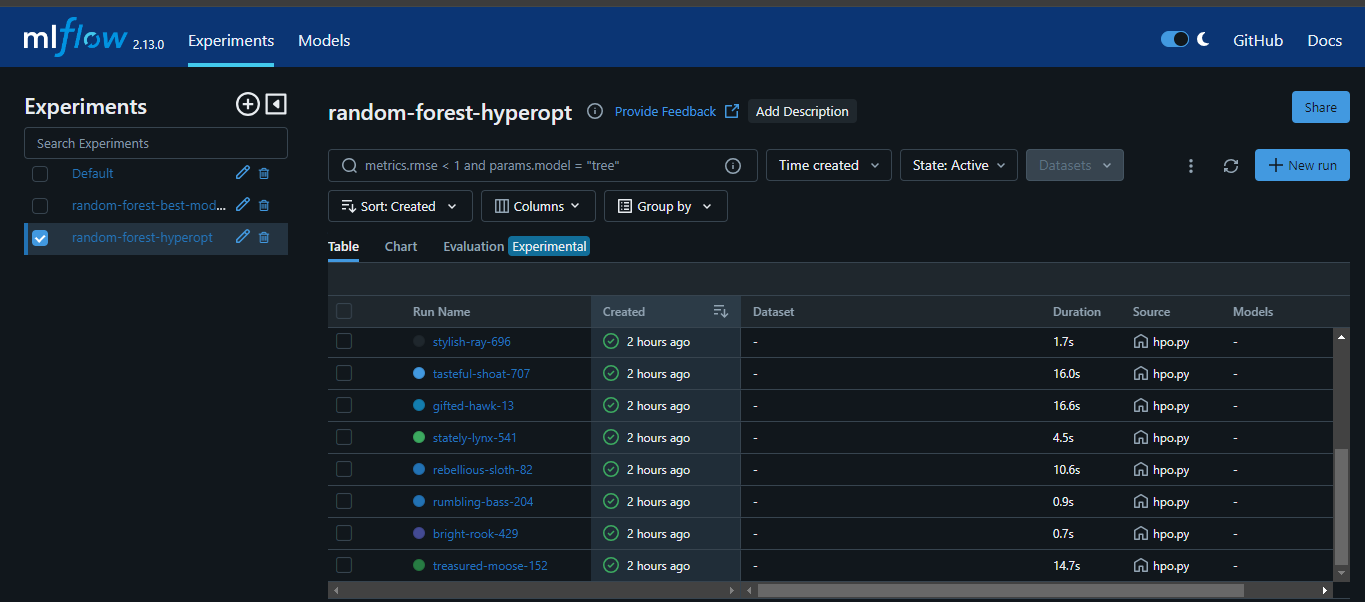 mlflow 2.13.0 Experiments Models GitHub Docs
Experiments
Search Experiments
Default
random-forest-best-mod...
random-forest-hyperopt
random-forest-hyperopt Provide Feedback Add Description Share
metrics.rmse < 1 and params.model = "tree" Time created State: Active Datasets New run
Sort: Created Columns Group by
Table Chart Evaluation Experimental
Run Name Created Dataset Duration Source Models
stylish-ray-696 2 hours ago - 1.7s hpo.py -
tasteful-shoat-707 2 hours ago - 16.0s hpo.py -
gifted-hawk-13 2 hours ago - 16.6s hpo.py -
stately-lynx-541 2 hours ago - 4.5s hpo.py -
rebellious-sloth-82 2 hours ago - 10.6s hpo.py -
rumbling-bass-204 2 hours ago - 0.9s hpo.py -
bright-rook-429 2 hours ago - 0.7s hpo.py -
treasured-moose-152 2 hours ago - 14.7s hpo.py -